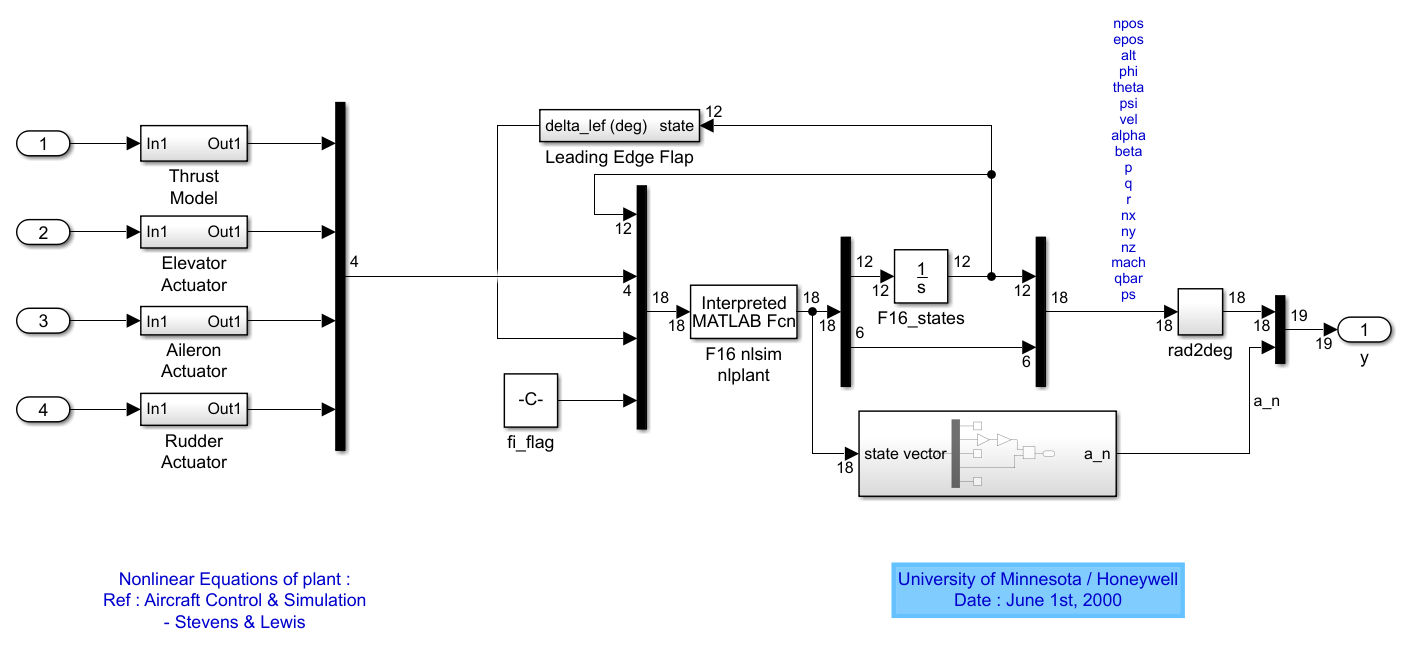 npos
epos
alt
phi
theta
psi
vel
alpha
beta
p
q
r
nx
ny
nz
mach
qbar
ps
1
In1 Out1
Thrust
Model
2
In1 Out1
Elevator
Actuator
3
In1 Out1
Aileron
Actuator
4
In1 Out1
Rudder
Actuator
4
delta_lef (deg) state
12
Leading Edge Flap
12
4
-C-
fi_flag
18
18
Interpreted
MATLAB Fcn
F16 nlsim
nlplant
18
18
12
12
1
s
12
F16_states
6
12
6
18
18
rad2deg
18
18
19
19
1
y
a_n
18
state vector a_n
Nonlinear Equations of plant :
Ref : Aircraft Control & Simulation
- Stevens & Lewis
University of Minnesota / Honeywell
Date : June 1st, 2000